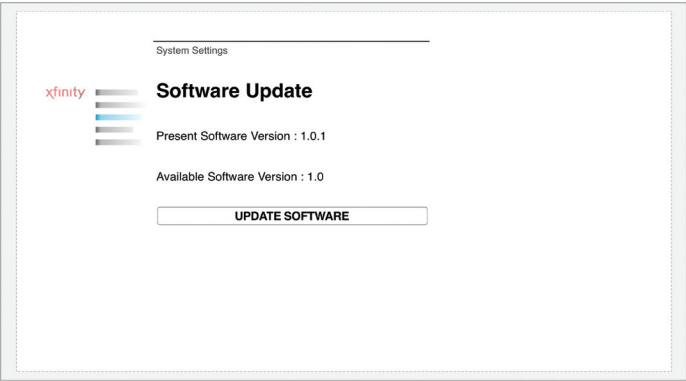 System Settings
xfinity
Software Update
Present Software Version : 1.0.1
Available Software Version : 1.0
UPDATE SOFTWARE